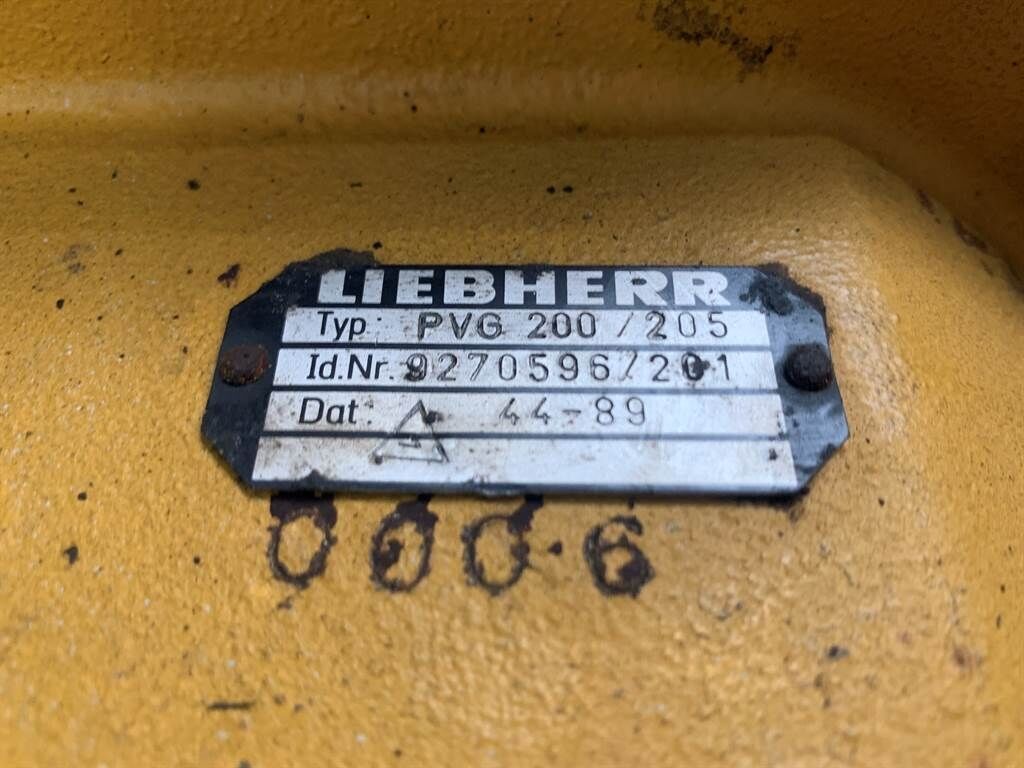 LIEBHERR
Typ: PVG 200/205
Id.Nr. 9270596/201
Dat: 44-89
0006